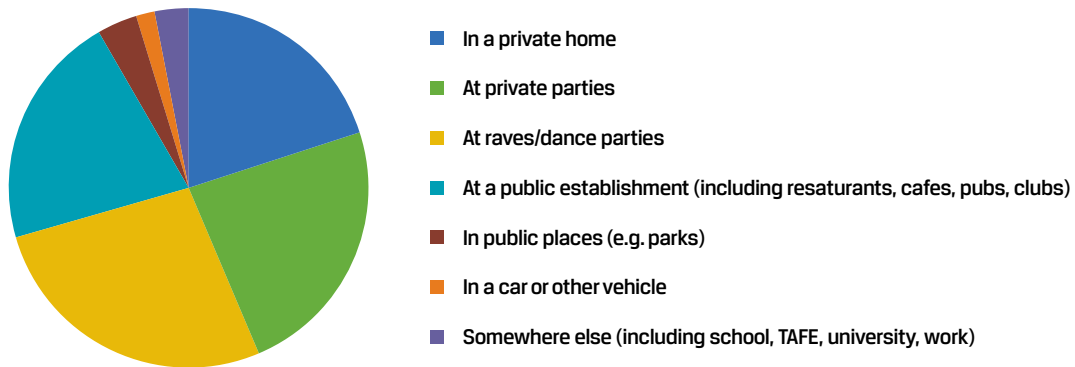 In a private home
At private parties
At raves/dance parties
At a public establishment (including resaturants, cafes, pubs, clubs)
In public places (e.g. parks)
In a car or other vehicle
Somewhere else (including school, TAFE, university, work)